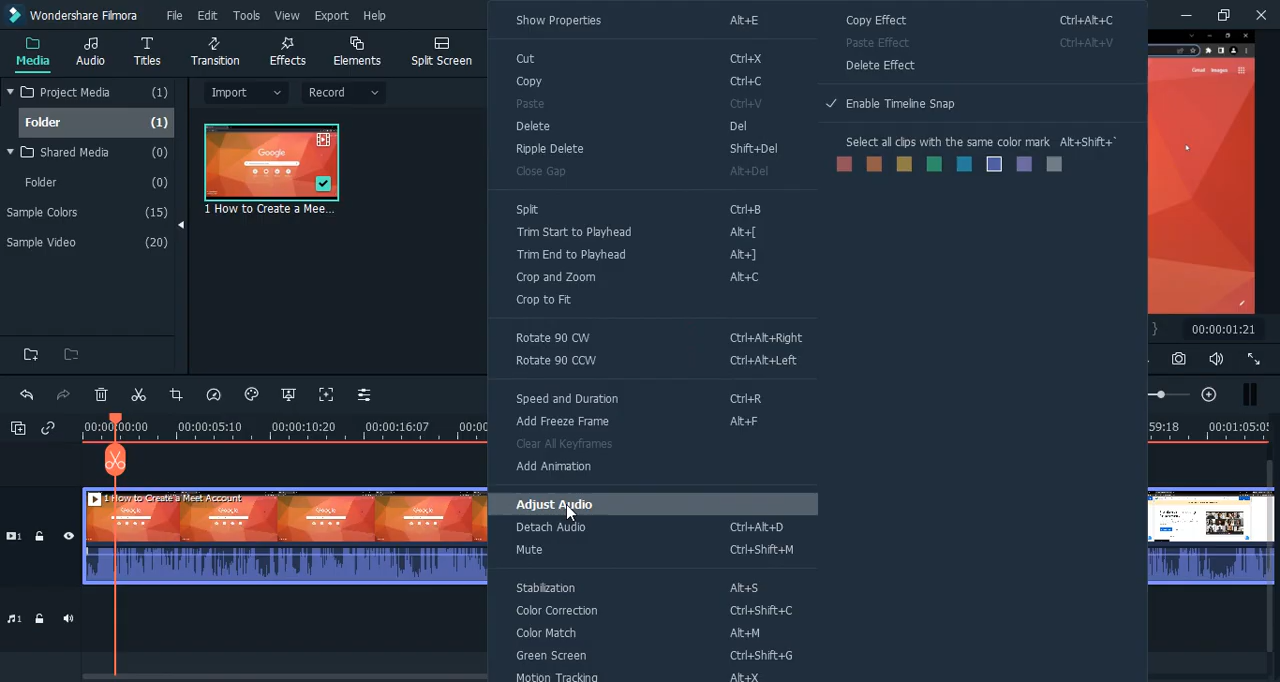 Wondershare Filmora File Edit Tools View Export Help
Media Audio Titles Transition Effects Elements Split Screen
Project Media (1)
Folder (1)
Shared Media (0)
Folder (0)
Sample Colors (15)
Sample Video (20)
Import Record
Google
1 How to Create a Mee...
Show Properties Alt+E
Cut Ctrl+X
Copy Ctrl+C
Paste Ctrl+V
Delete Del
Ripple Delete Shift+Del
Close Gap Alt+Del
Split Ctrl+B
Trim Start to Playhead Alt+[
Trim End to Playhead Alt+]
Crop and Zoom Alt+C
Crop to Fit
Rotate 90 CW Ctrl+Alt+Right
Rotate 90 CCW Ctrl+Alt+Left
Speed and Duration Ctrl+R
Add Freeze Frame Alt+F
Clear All Keyframes
Add Animation
Adjust Audio
Detach Audio Ctrl+Alt+D
Mute Ctrl+Shift+M
Stabilization Alt+S
Color Correction Ctrl+Shift+C
Color Match Alt+M
Green Screen Ctrl+Shift+G
Motion Tracking Alt+X
Copy Effect Ctrl+Alt+C
Paste Effect Ctrl+Alt+V
Delete Effect
Enable Timeline Snap
Select all clips with the same color mark Alt+Shift+`
Gmail Images
} 00:00:01:21
00:00:00:00 00:00:05:10 00:00:10:20 00:00:16:07 00:00
59:18 00:01:05:0
1 How to Create a Meet Account
1
1